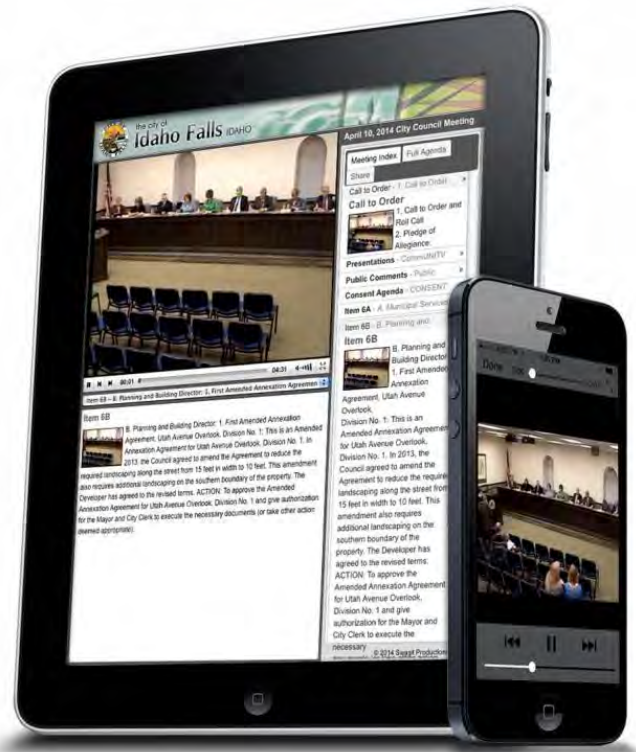 the city of
Idaho Falls IDAHO
April 10, 2014 City Council Meeting
Meeting Index
Full Agenda
Share
Call to Order - 1. Call to Order
Call to Order
1. Call to Order and
Roll Call
2. Pledge of
Allegiance
Presentations - CommUNITY
Public Comments - Public
Consent Agenda - CONSENT
Item 6A - A. Municipal Services
Item 6B - B. Planning and
Item 6B
B. Planning and
Building Director:
1. First Amended
Annexation
Agreement, Utah Avenue
Overlook,
Division No. 1: This is an
Amended Annexation Agreement
for Utah Avenue Overlook,
Division No. 1. In 2013, the
Council agreed to amend the
Agreement to reduce the required
landscaping along the street from
15 feet in width to 10 feet. This
amendment also requires
additional landscaping on the
southern boundary of the
property. The Developer has
agreed to the revised terms.
ACTION: To approve the
Amended Annexation Agreement
for Utah Avenue Overlook,
Division No. 1 and give
authorization for the Mayor and
City Clerk to execute the
necessary
© 2014 Swagit Production
00:01
04:31
Item 6B - B. Planning and Building Director: 1. First Amended Annexation Agreemen
Item 6B
B. Planning and Building Director: 1. First Amended Annexation
Agreement, Utah Avenue Overlook, Division No. 1: This is an Amended
Annexation Agreement for Utah Avenue Overlook, Division No. 1. In
2013, the Council agreed to amend the Agreement to reduce the
required landscaping along the street from 15 feet in width to 10 feet. This amendment
also requires additional landscaping on the southern boundary of the property. The
Developer has agreed to the revised terms. ACTION: To approve the Amended
Annexation Agreement for Utah Avenue Overlook, Division No. 1 and give authorization
for the Mayor and City Clerk to execute the necessary documents (or take other action
deemed appropriate).
Done